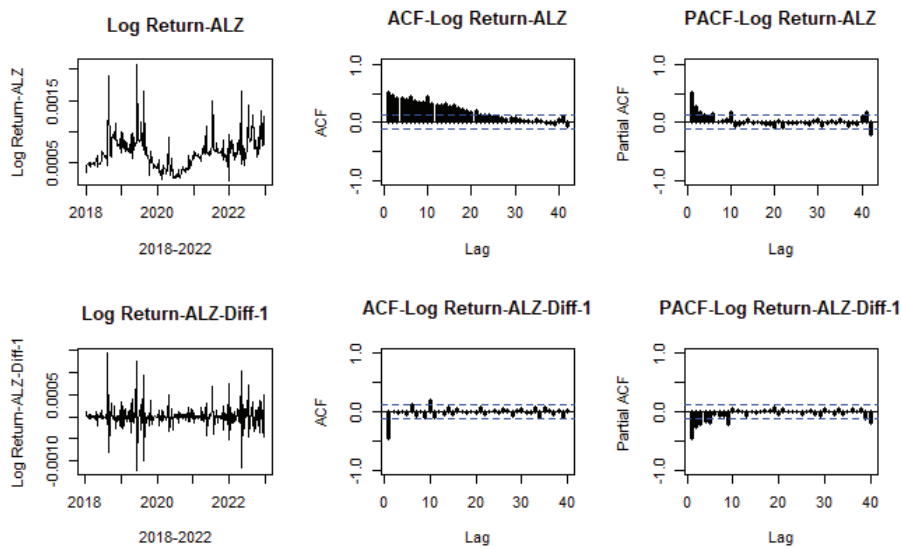 Log Return-ALZ
Log Return-ALZ
0.0015
0.0005
2018 2020 2022
2018-2022
ACF-Log Return-ALZ
ACF
1.0
0.0
-1.0
0 10 20 30 40
Lag
PACF-Log Return-ALZ
Partial ACF
1.0
0.0
-1.0
0 10 20 30 40
Lag
Log Return-ALZ-Diff-1
Log Return-ALZ-Diff-1
0.0005
-0.0010
2018 2020 2022
2018-2022
ACF-Log Return-ALZ-Diff-1
ACF
1.0
0.0
-1.0
0 10 20 30 40
Lag
PACF-Log Return-ALZ-Diff-1
Partial ACF
1.0
0.0
-1.0
0 10 20 30 40
Lag